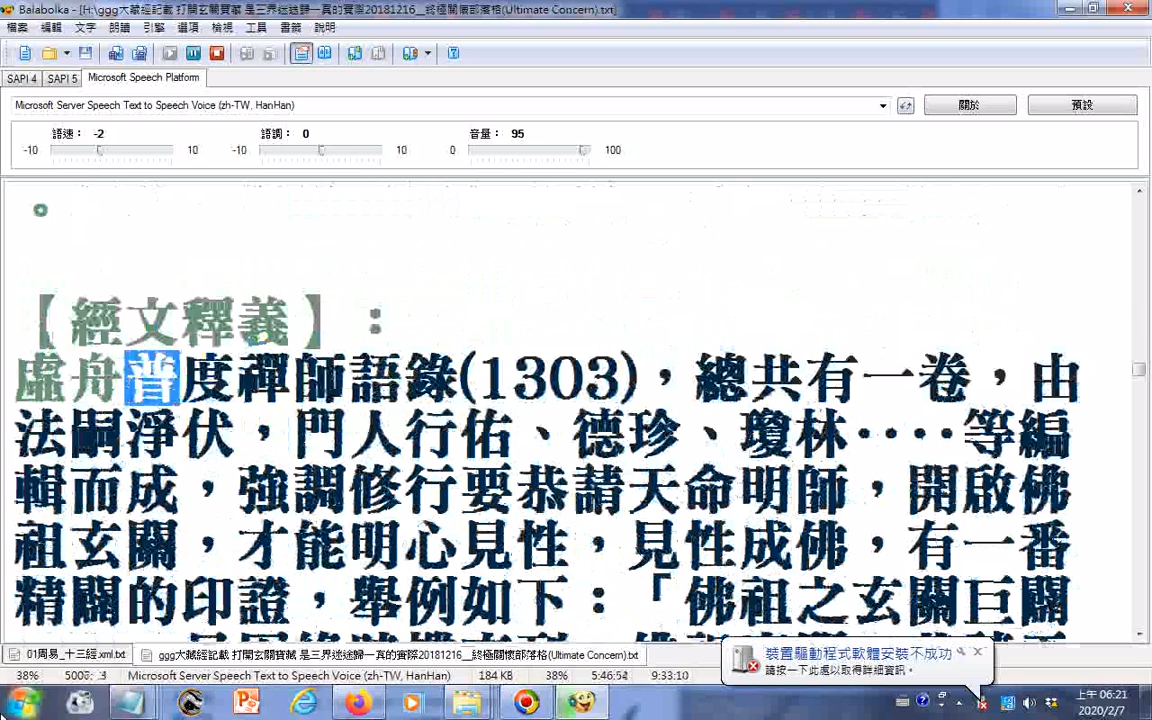 Balabolka - [H:\ggg大藏經記載 打開玄關寶藏 是三界迷途歸一真的實際20181216__終極關懷部落格(Ultimate Concern).txt]
檔案 編輯 文字 朗讀 引擎 選項 檢視 工具 書籤 說明
SAPI 4 SAPI 5 Microsoft Speech Platform
Microsoft Server Speech Text to Speech Voice (zh-TW, HanHan) 關於 預設
語速： -2 語調： 0 音量： 95
-10 10 -10 10 0 100
。
【經文釋義】：
虛舟普度禪師語錄(1303)，總共有一卷，由
法嗣淨伏，門人行佑、德珍、瓊林‥‥等編
輯而成，強調修行要恭請天命明師，開啟佛
祖玄關，才能明心見性，見性成佛，有一番
精闢的印證，舉例如下：「佛祖之玄關巨闢
01周易_十三經.xml.txt ggg大藏經記載 打開玄關寶藏 是三界迷途歸一真的實際20181216__終極關懷部落格(Ultimate Concern).txt
裝置驅動程式軟體安裝不成功
請按一下此處以取得詳細資訊。
38% Microsoft Server Speech Text to Speech Voice (zh-TW, HanHan) 184 KB 38% 5:46:54 9:33:10
上午 06:21
2020/2/7